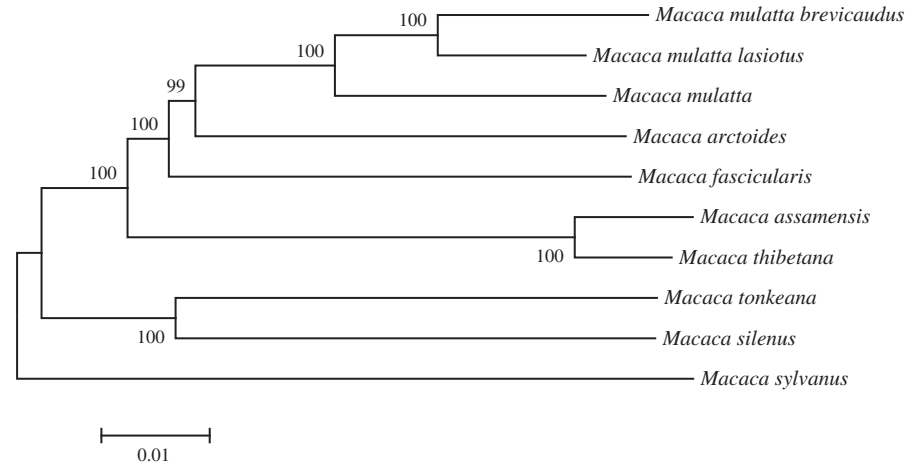 100
Macaca mulatta brevicaudus
100
Macaca mulatta lasiotus
99
Macaca mulatta
100
Macaca arctoides
100
Macaca fascicularis
Macaca assamensis
100
Macaca thibetana
Macaca tonkeana
100
Macaca silenus
Macaca sylvanus
0.01